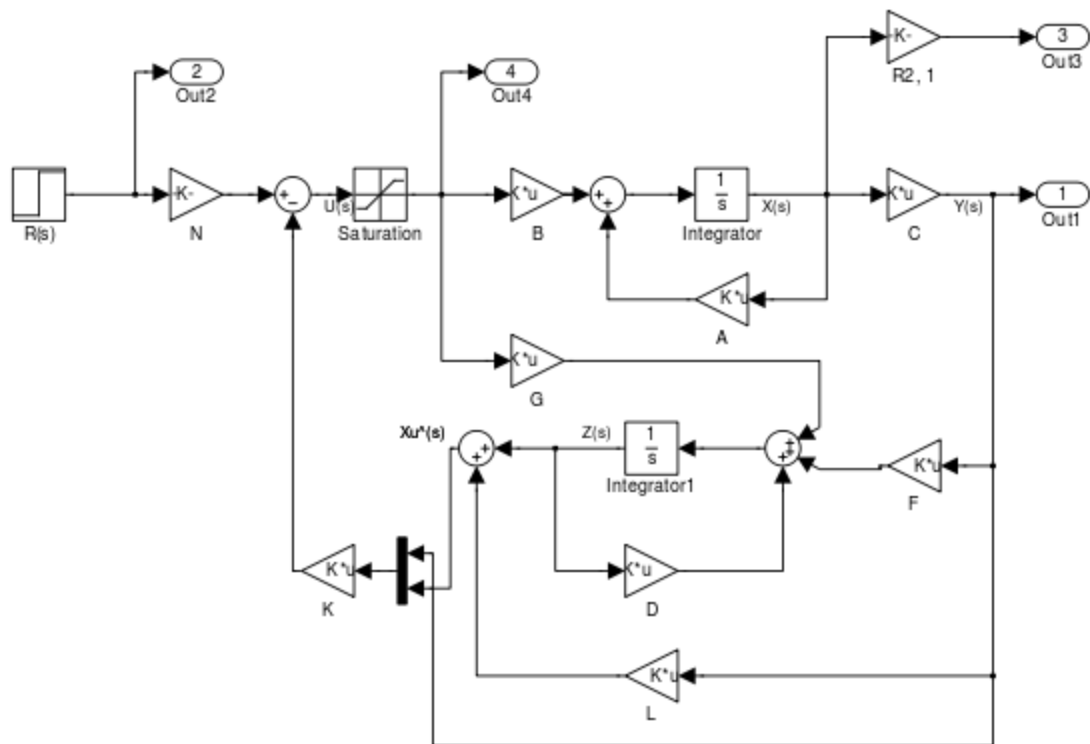 -K-
R2, 1
3
Out3
2
Out2
4
Out4
R(s)
-K-
N
+
-
U(s)
Saturation
K*u
B
+
+
1
s
Integrator
X(s)
K*u
C
Y(s)
1
Out1
K*u
A
K*u
G
Xu^(s)
+
+
Z(s)
1
s
Integrator1
+
+
+
K*u
F
K*u
K
K*u
D
K*u
L